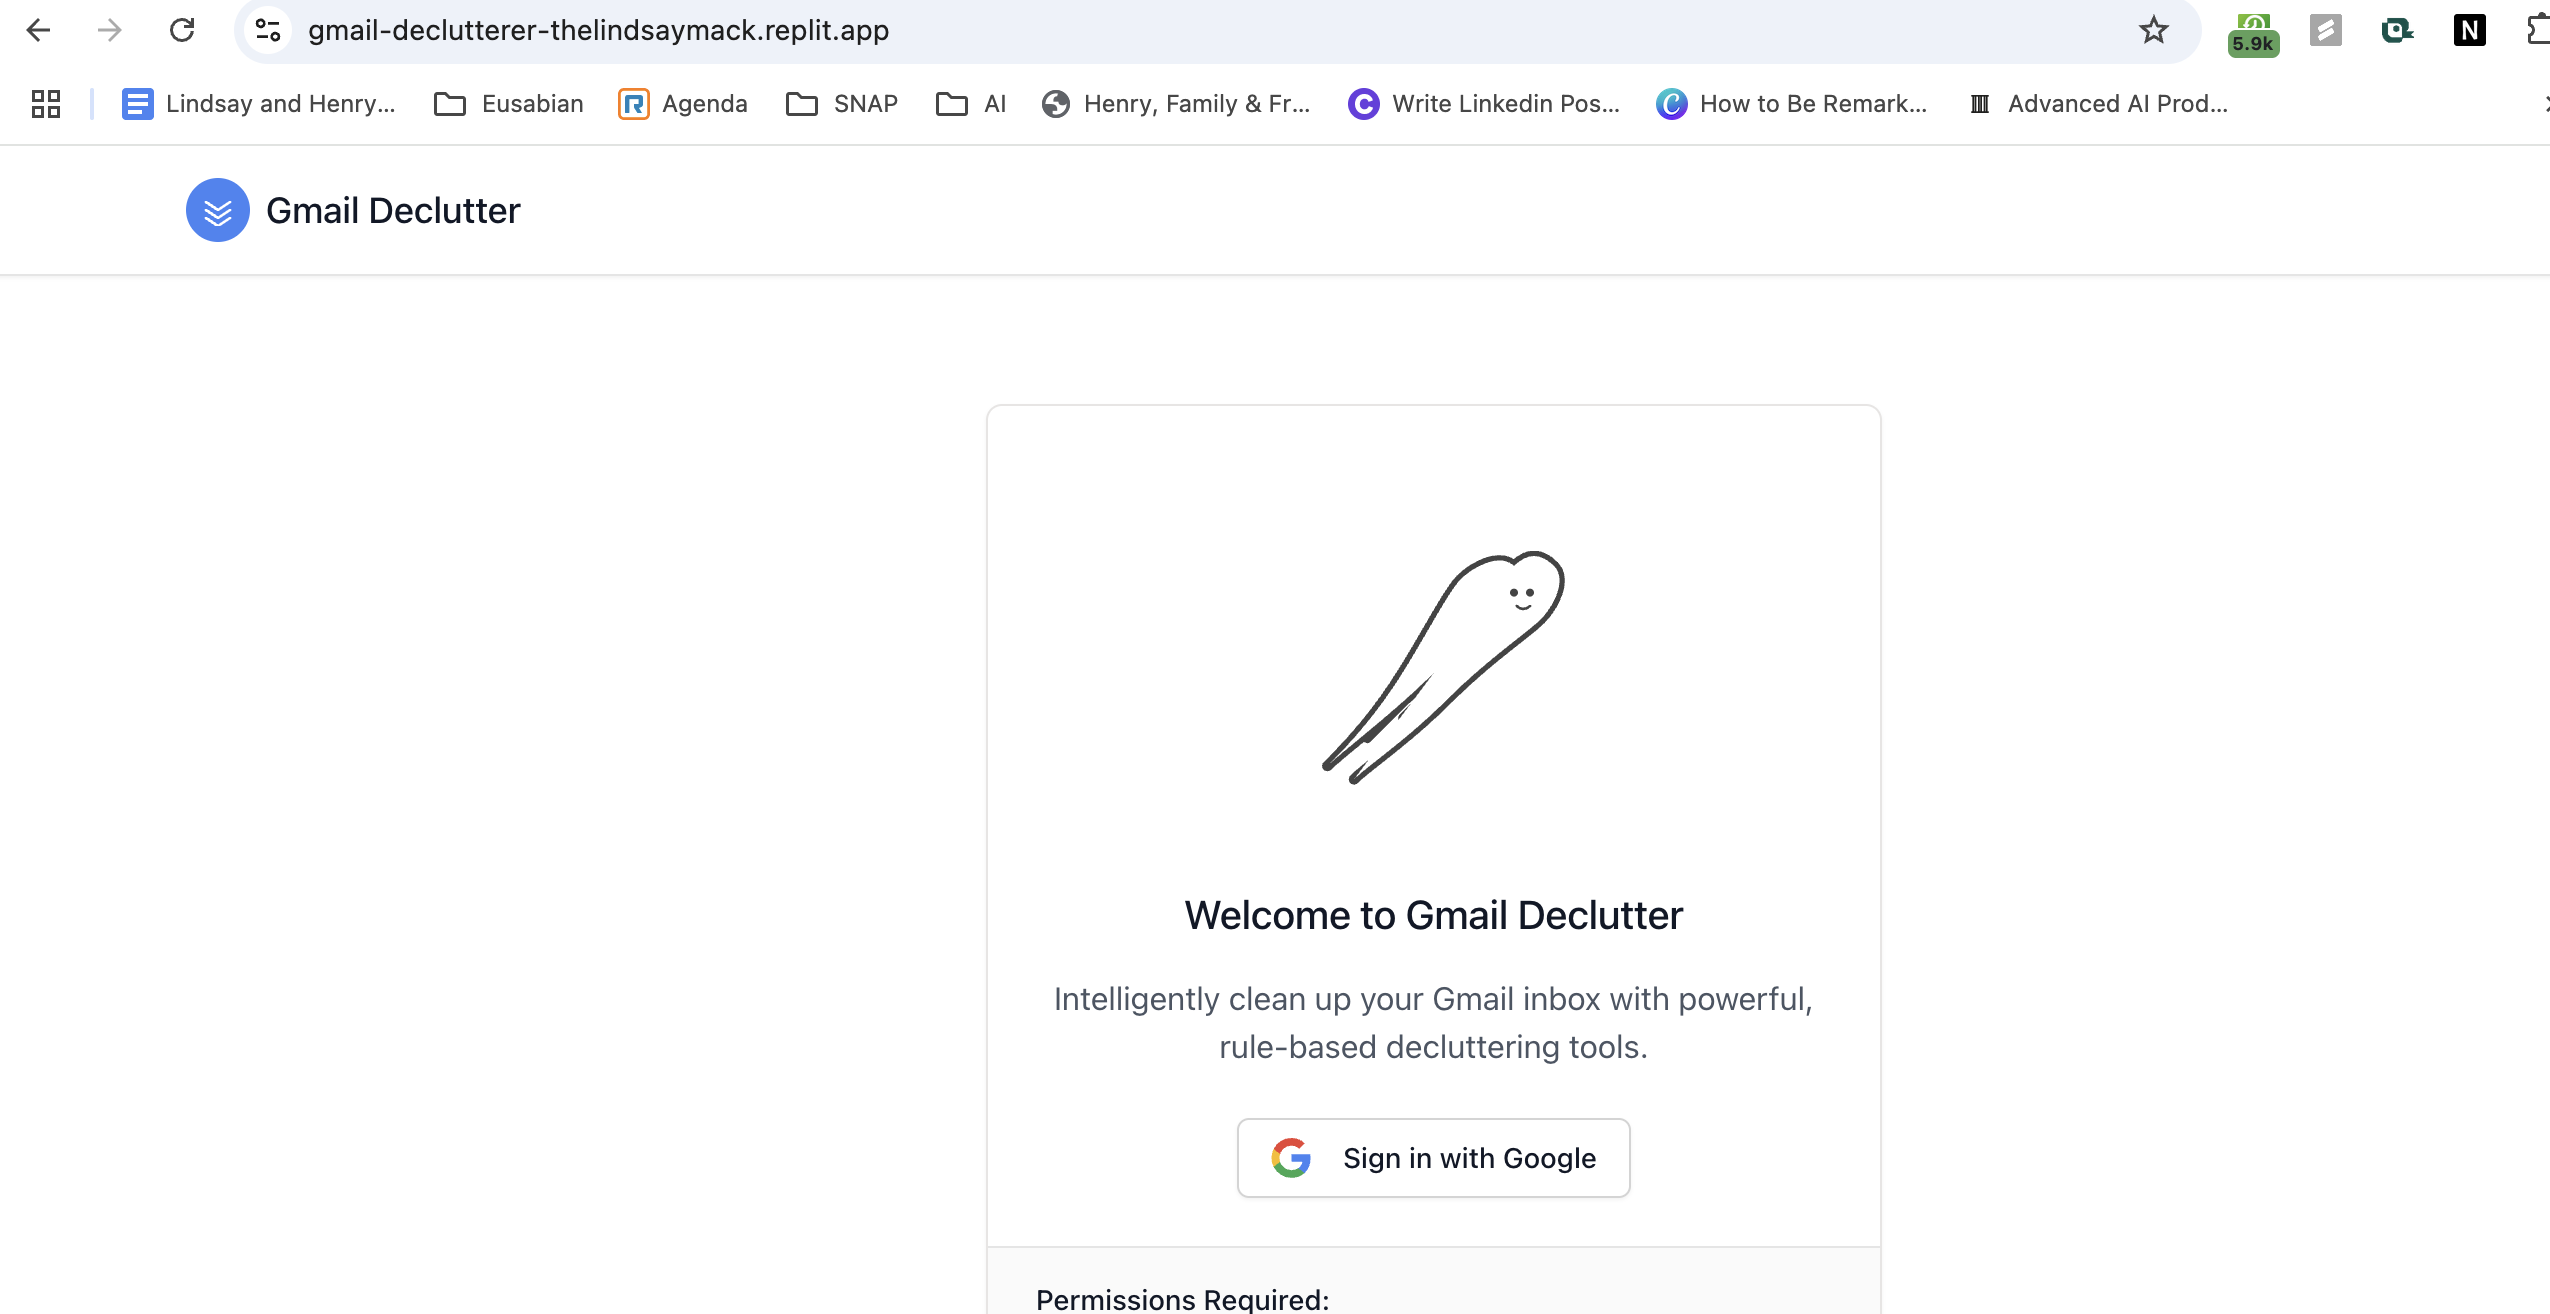 gmail-declutterer-thelindsaymack.replit.app
5.9k
N
Lindsay and Henry...
Eusabian
Agenda
SNAP
AI
Henry, Family & Fr...
Write Linkedin Pos...
How to Be Remark...
Advanced AI Prod...
Gmail Declutter
Welcome to Gmail Declutter
Intelligently clean up your Gmail inbox with powerful,
rule-based decluttering tools.
Sign in with Google
Permissions Required: